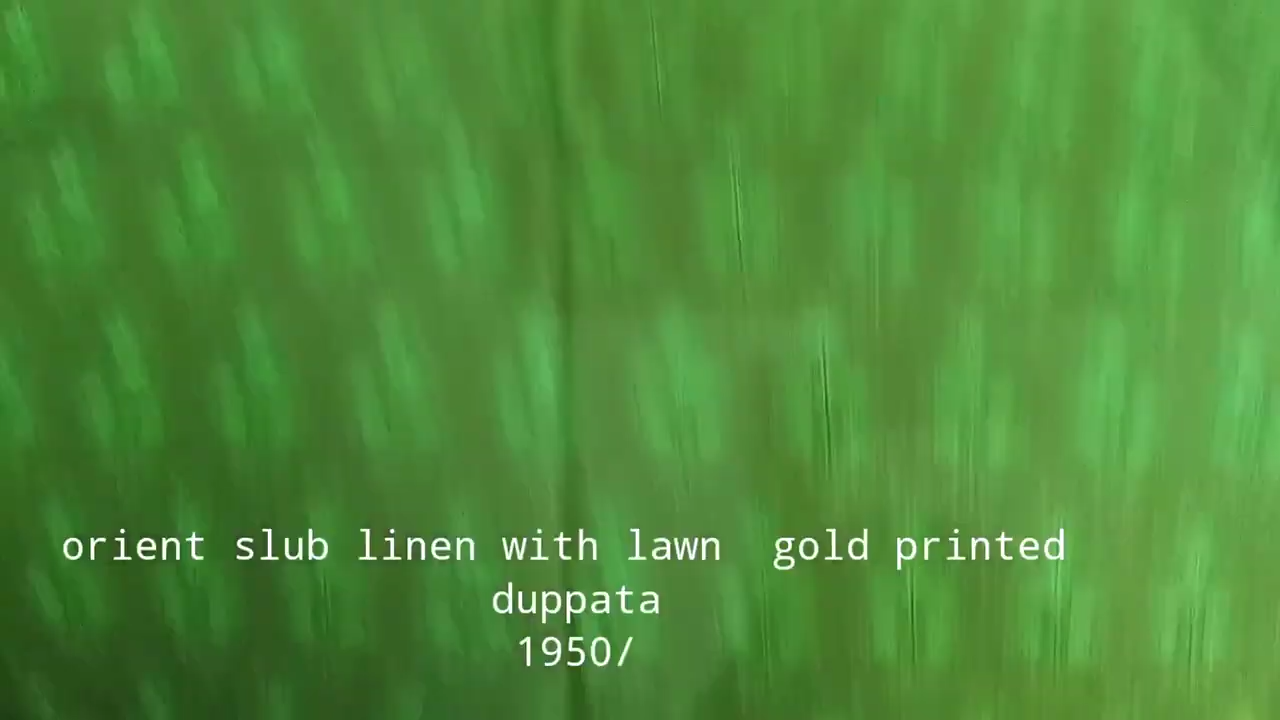 orient slub linen with lawn  gold printed
duppata
1950/